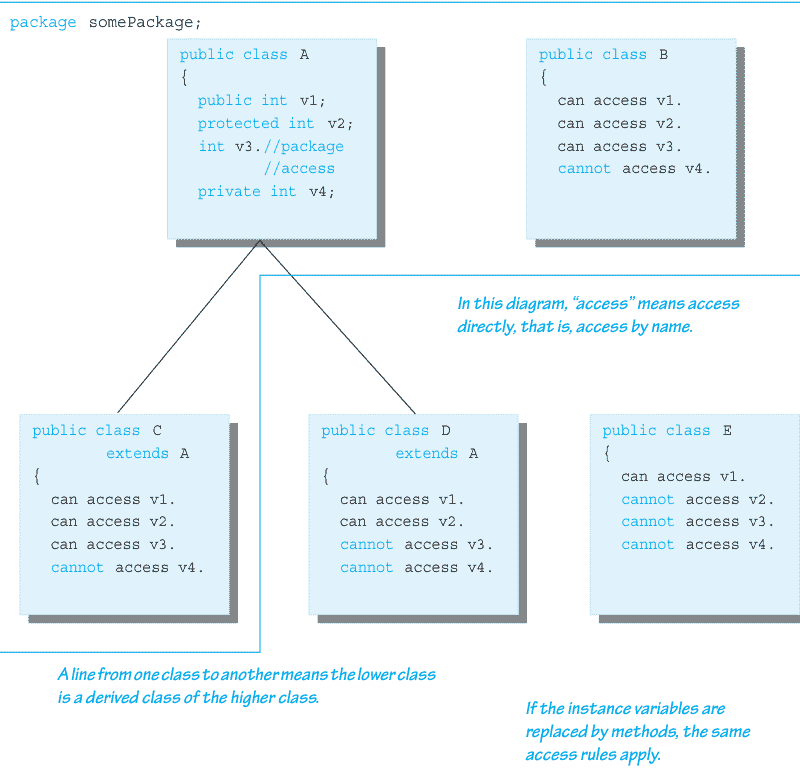 package somePackage;
public class A
{
public int v1;
protected int v2;
int v3.//package
//access
private int v4;
public class B
{
can access v1.
can access v2.
can access v3.
cannot access v4.
In this diagram, “access” means access
directly, that is, access by name.
public class C
extends A
{
can access v1.
can access v2.
can access v3.
cannot access v4.
public class D
extends A
{
can access v1.
can access v2.
cannot access v3.
cannot access v4.
public class E
{
can access v1.
cannot access v2.
cannot access v3.
cannot access v4.
A line from one class to another means the lower class
is a derived class of the higher class.
If the instance variables are
replaced by methods, the same
access rules apply.